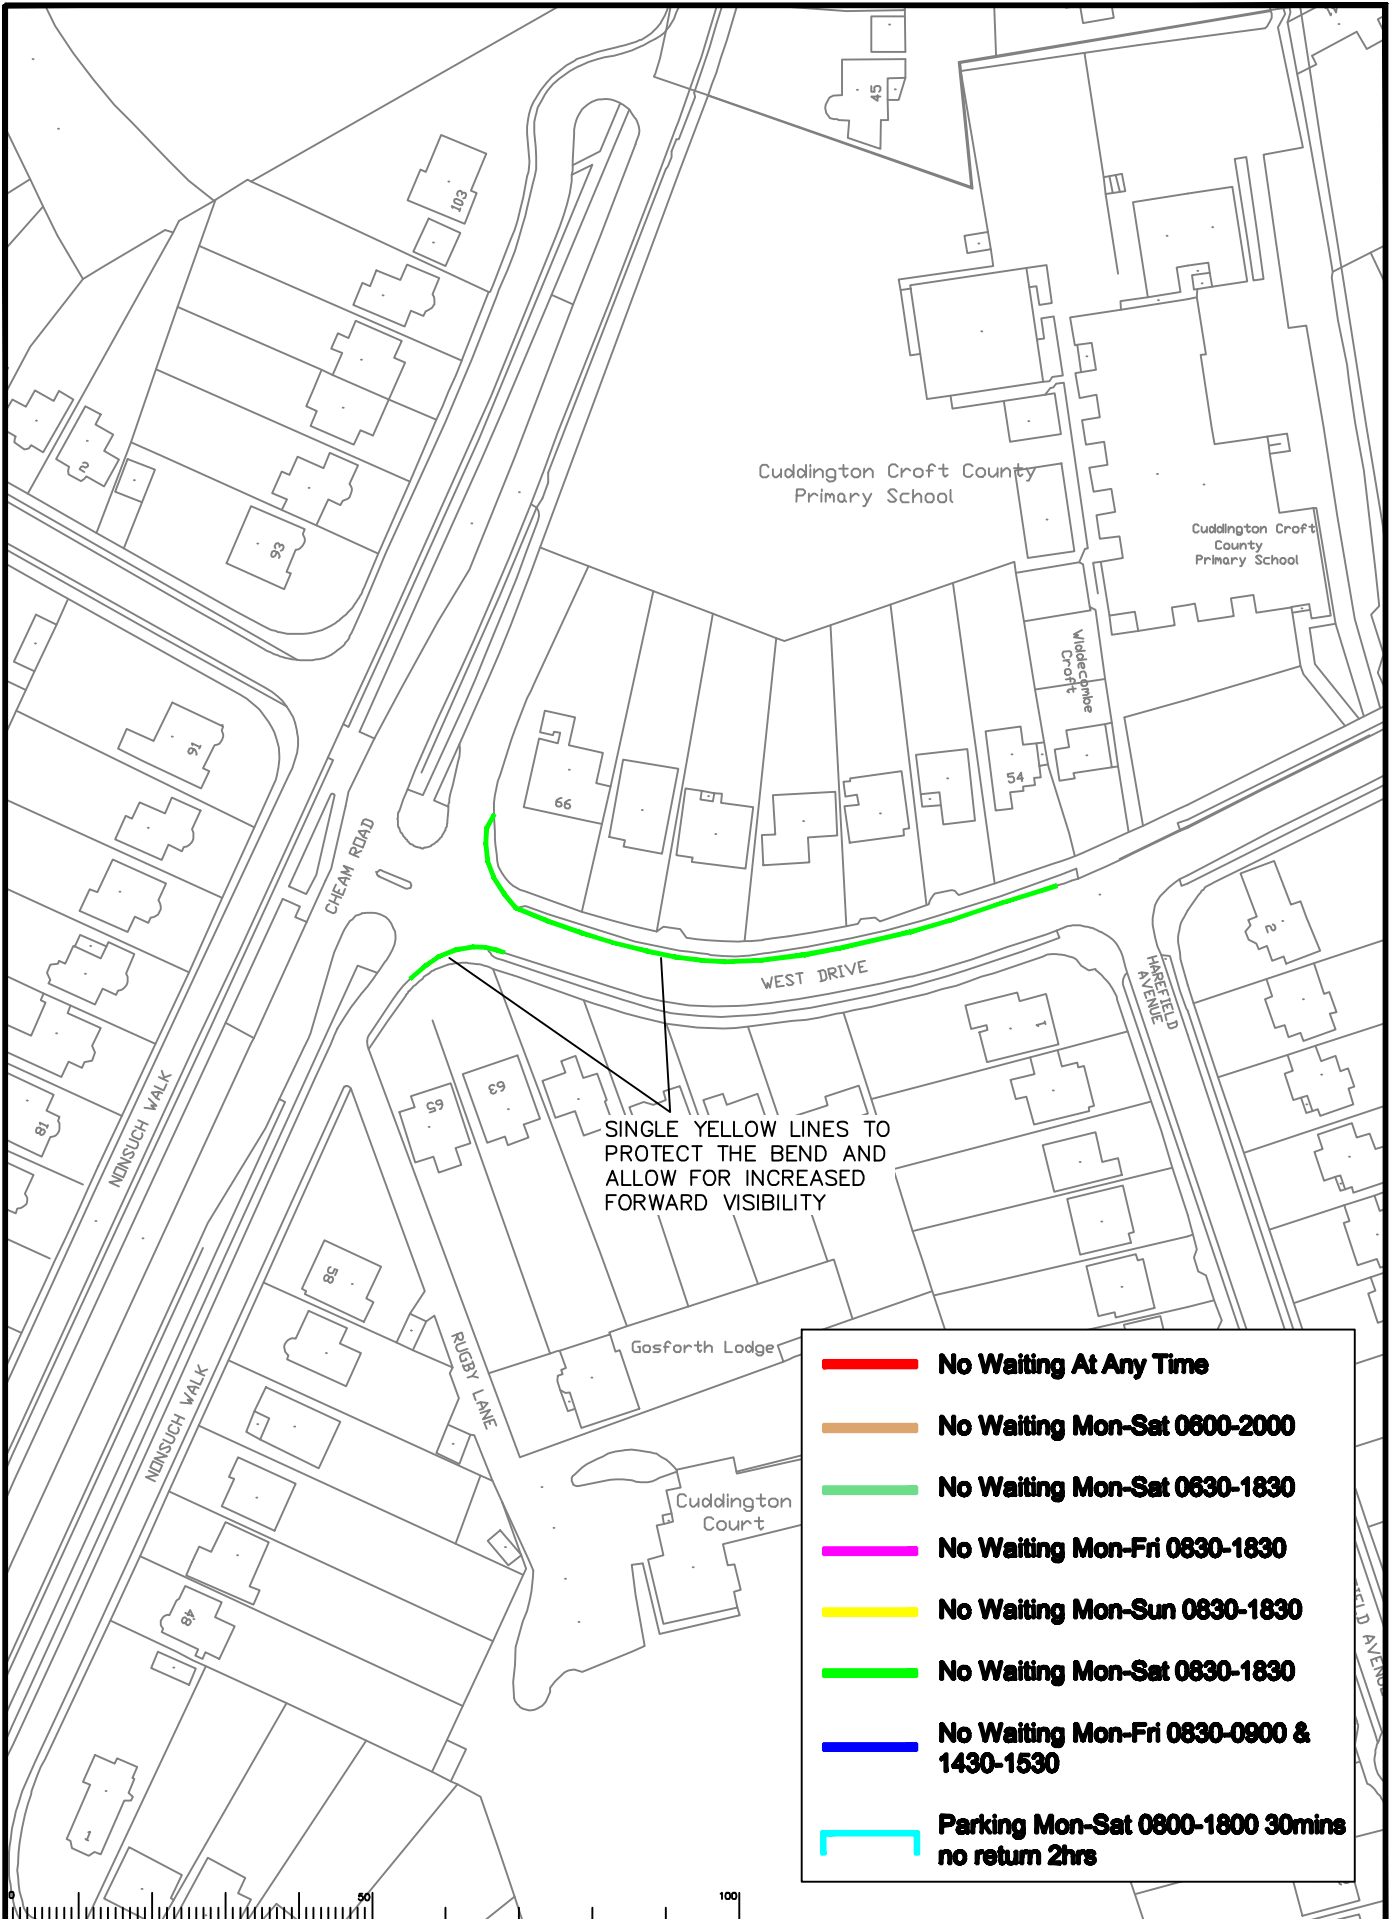 45
103
2
93
Cuddington Croft County
Primary School
Cuddington Croft
County
Primary School
Widdecombe
Croft
91
66
54
CHEAM ROAD
2
WEST DRIVE
HAREFIELD
AVENUE
1
63
65
81
NONSUCH WALK
SINGLE YELLOW LINES TO
PROTECT THE BEND AND
ALLOW FOR INCREASED
FORWARD VISIBILITY
58
RUGBY LANE
Gosforth Lodge
NONSUCH WALK
Cuddington
Court
48
1
No Waiting At Any Time
No Waiting Mon-Sat 0600-2000
No Waiting Mon-Sat 0630-1830
No Waiting Mon-Fri 0830-1830
No Waiting Mon-Sun 0830-1830
No Waiting Mon-Sat 0830-1830
No Waiting Mon-Fri 0830-0900 &
1430-1530
Parking Mon-Sat 0800-1800 30mins
no return 2hrs
0
50
100